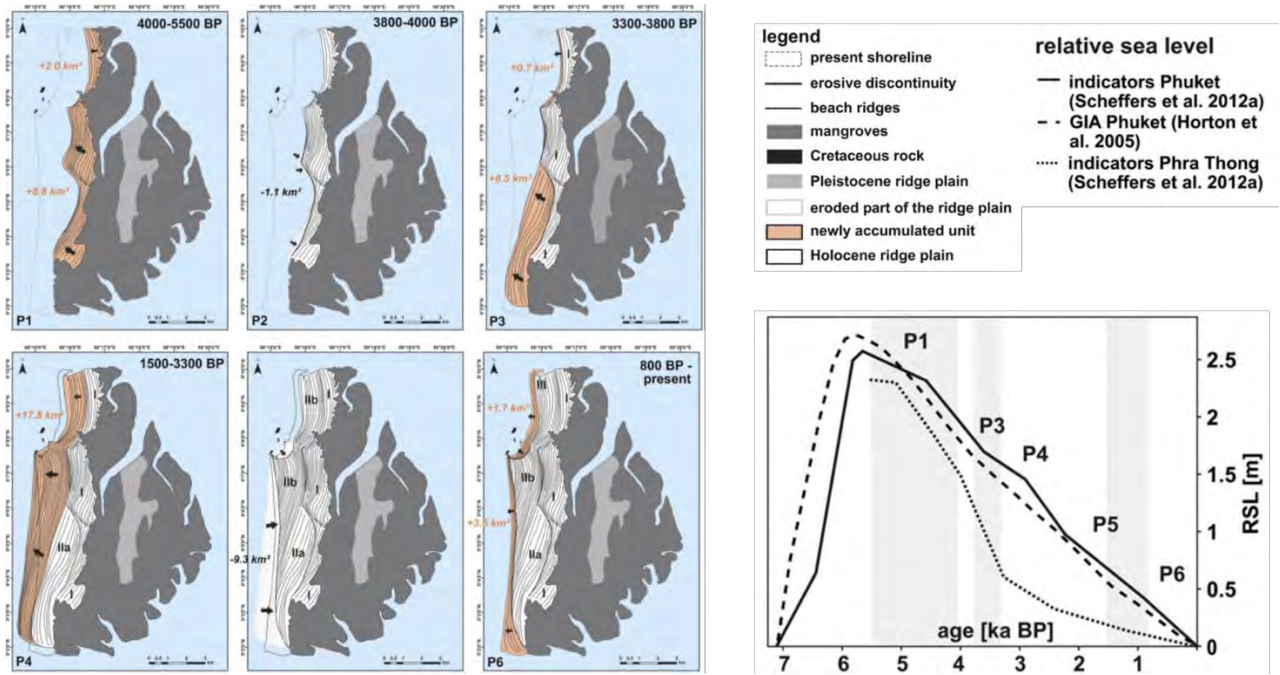 4000-5500 BP
+2.0 km²
+8.8 km²
P1
3800-4000 BP
-1.1 km²
P2
3300-3800 BP
+0.7 km²
I
+8.5 km²
I
I
P3
1500-3300 BP
I
+17.8 km²
I
IIa
I
P4
IIb
I
IIb
I
-9.3 km²
IIa
I
800 BP -
present
III
I
+1.7 km²
IIb
I
IIa
I
P6
legend
present shoreline
erosive discontinuity
beach ridges
mangroves
Cretaceous rock
Pleistocene ridge plain
eroded part of the ridge plain
newly accumulated unit
Holocene ridge plain
relative sea level
indicators Phuket
(Scheffers et al. 2012a)
GIA Phuket (Horton et
al. 2005)
indicators Phra Thong
(Scheffers et al. 2012a)
P1
P3
P4
P5
P6
2.5
2
1.5
1
0.5
0
RSL [m]
age [ka BP]
7 6 5 4 3 2 1